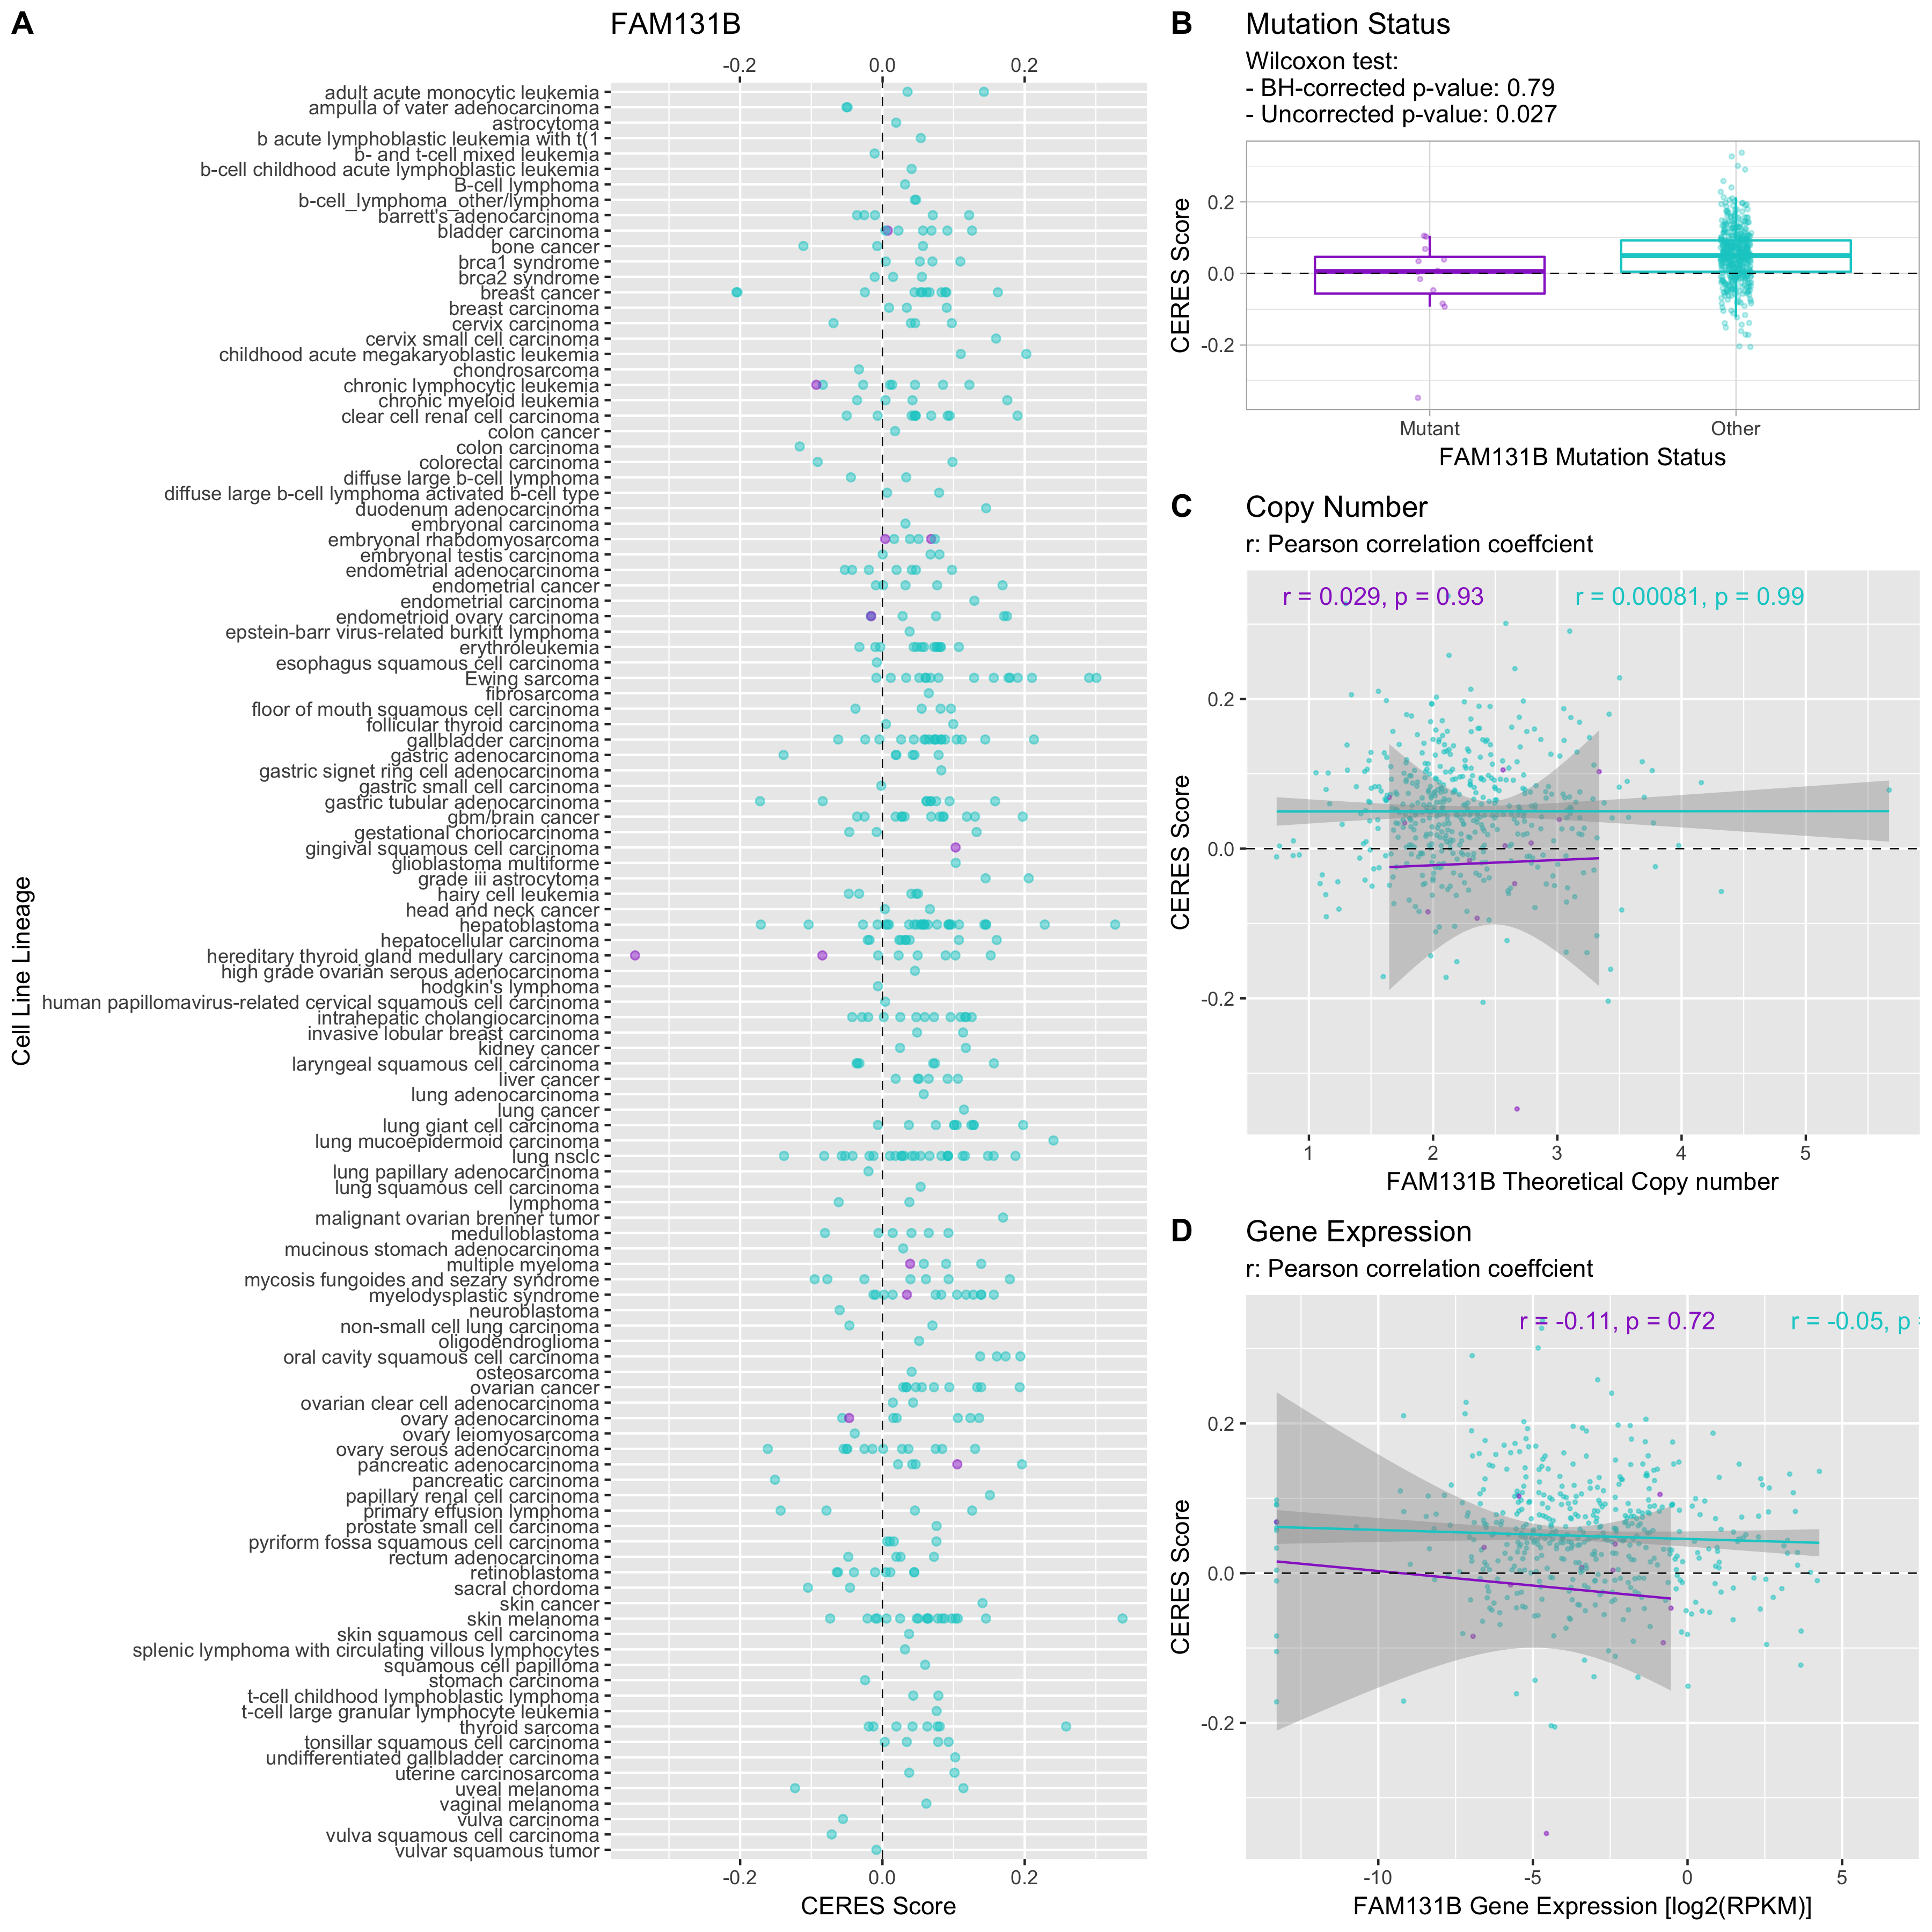 A
FAM131B
-0.2
0.0
0.2
Cell Line Lineage
adult acute monocytic leukemia
ampulla of vater adenocarcinoma
astrocytoma
b acute lymphoblastic leukemia with t(1
b- and t-cell mixed leukemia
b-cell childhood acute lymphoblastic leukemia
B-cell lymphoma
b-cell_lymphoma_other/lymphoma
barrett's adenocarcinoma
bladder carcinoma
bone cancer
brca1 syndrome
brca2 syndrome
breast cancer
breast carcinoma
cervix carcinoma
cervix small cell carcinoma
childhood acute megakaryoblastic leukemia
chondrosarcoma
chronic lymphocytic leukemia
chronic myeloid leukemia
clear cell renal cell carcinoma
colon cancer
colon carcinoma
colorectal carcinoma
diffuse large b-cell lymphoma
diffuse large b-cell lymphoma activated b-cell type
duodenum adenocarcinoma
embryonal carcinoma
embryonal rhabdomyosarcoma
embryonal testis carcinoma
endometrial adenocarcinoma
endometrial cancer
endometrial carcinoma
endometrioid ovary carcinoma
epstein-barr virus-related burkitt lymphoma
erythroleukemia
esophagus squamous cell carcinoma
Ewing sarcoma
fibrosarcoma
floor of mouth squamous cell carcinoma
follicular thyroid carcinoma
gallbladder carcinoma
gastric adenocarcinoma
gastric signet ring cell adenocarcinoma
gastric small cell carcinoma
gastric tubular adenocarcinoma
gbm/brain cancer
gestational choriocarcinoma
gingival squamous cell carcinoma
glioblastoma multiforme
grade iii astrocytoma
hairy cell leukemia
head and neck cancer
hepatoblastoma
hepatocellular carcinoma
hereditary thyroid gland medullary carcinoma
high grade ovarian serous adenocarcinoma
hodgkin's lymphoma
human papillomavirus-related cervical squamous cell carcinoma
intrahepatic cholangiocarcinoma
invasive lobular breast carcinoma
kidney cancer
laryngeal squamous cell carcinoma
liver cancer
lung adenocarcinoma
lung cancer
lung giant cell carcinoma
lung mucoepidermoid carcinoma
lung nsclc
lung papillary adenocarcinoma
lung squamous cell carcinoma
lymphoma
malignant ovarian brenner tumor
medulloblastoma
mucinous stomach adenocarcinoma
multiple myeloma
mycosis fungoides and sezary syndrome
myelodysplastic syndrome
neuroblastoma
non-small cell lung carcinoma
oligodendroglioma
oral cavity squamous cell carcinoma
osteosarcoma
ovarian cancer
ovarian clear cell adenocarcinoma
ovary adenocarcinoma
ovary leiomyosarcoma
ovary serous adenocarcinoma
pancreatic adenocarcinoma
pancreatic carcinoma
papillary renal cell carcinoma
primary effusion lymphoma
prostate small cell carcinoma
pyriform fossa squamous cell carcinoma
rectum adenocarcinoma
retinoblastoma
sacral chordoma
skin cancer
skin melanoma
skin squamous cell carcinoma
splenic lymphoma with circulating villous lymphocytes
squamous cell papilloma
stomach carcinoma
t-cell childhood lymphoblastic lymphoma
t-cell large granular lymphocyte leukemia
thyroid sarcoma
tonsillar squamous cell carcinoma
undifferentiated gallbladder carcinoma
uterine carcinosarcoma
uveal melanoma
vaginal melanoma
vulva carcinoma
vulva squamous cell carcinoma
vulvar squamous tumor
-0.2
0.0
0.2
CERES Score
B
Mutation Status
Wilcoxon test:
- BH-corrected p-value: 0.79
- Uncorrected p-value: 0.027
CERES Score
0.2
0.0
-0.2
Mutant
Other
FAM131B Mutation Status
C
Copy Number
r: Pearson correlation coeffcient
r = 0.029, p = 0.93
r = 0.00081, p = 0.99
CERES Score
0.2
0.0
-0.2
1
2
3
4
5
FAM131B Theoretical Copy number
D
Gene Expression
r: Pearson correlation coeffcient
r = -0.11, p = 0.72
r = -0.05, p =
CERES Score
0.2
0.0
-0.2
-10
-5
0
5
FAM131B Gene Expression [log2(RPKM)]